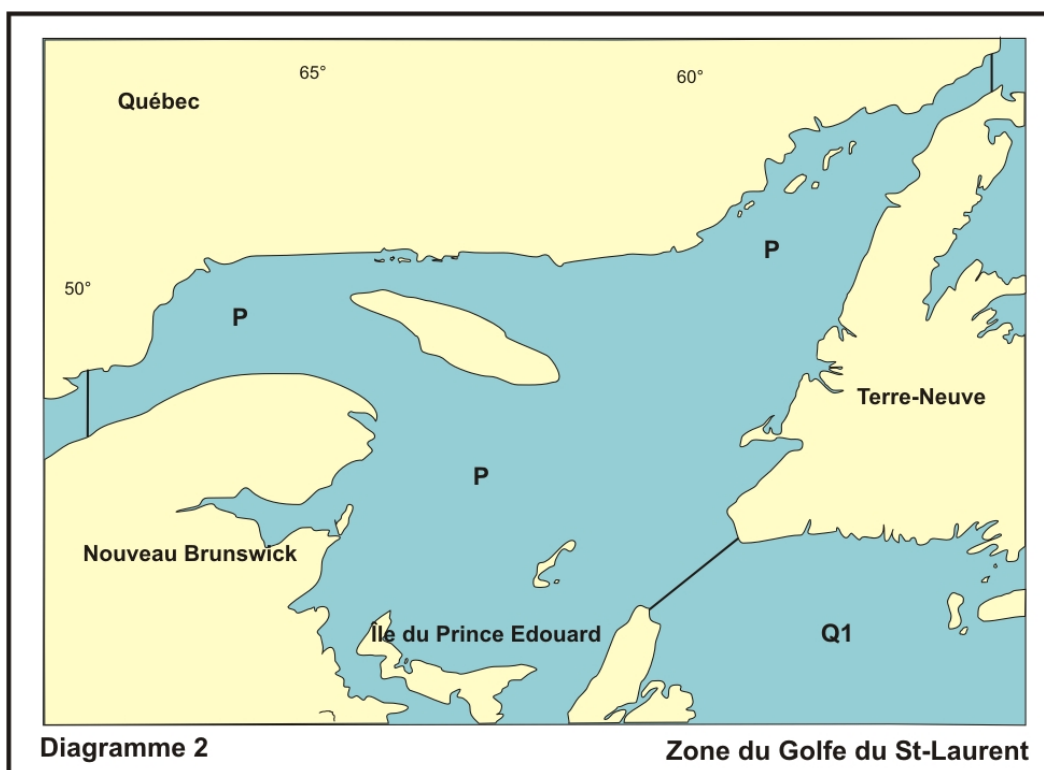 65°
60°
Québec
P
50°
P
Terre-Neuve
P
Nouveau Brunswick
Île du Prince Edouard
Q1
Diagramme 2
Zone du Golfe du St-Laurent